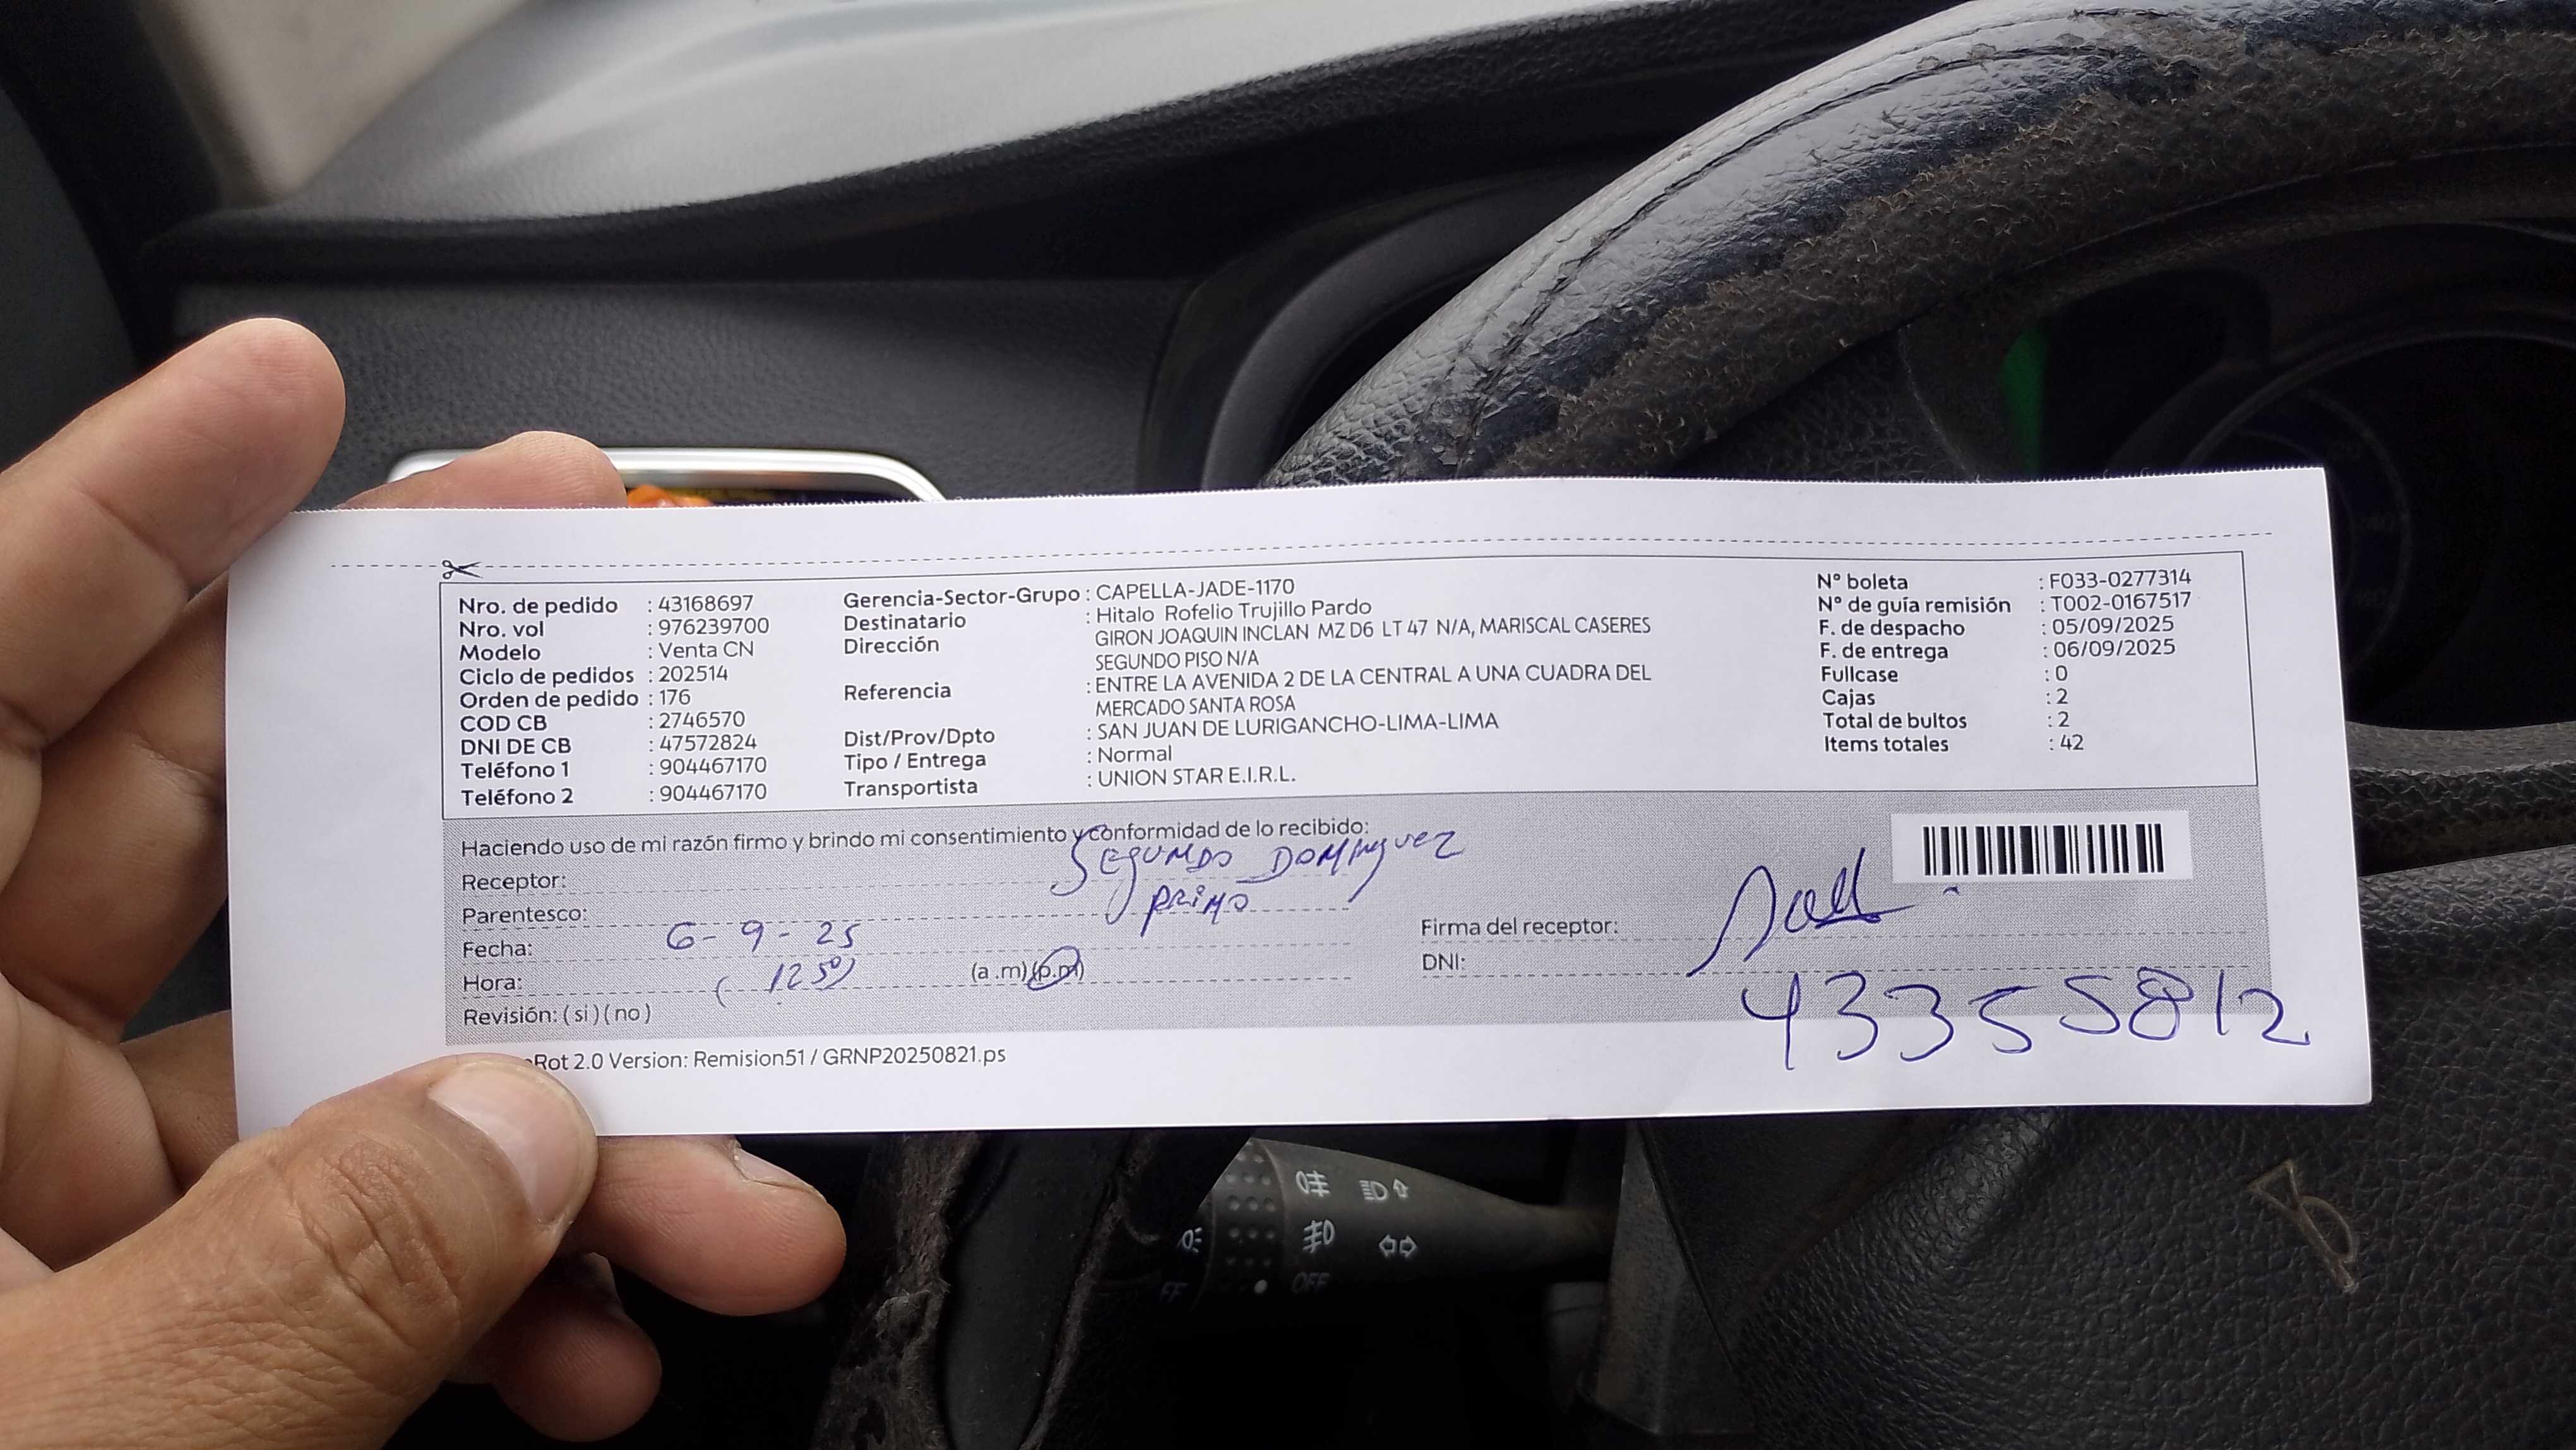 Nro. de pedido : 43168697
Nro. vol : 976239700
Modelo : Venta CN
Ciclo de pedidos : 202514
Orden de pedido : 176
COD CB : 2746570
DNI DE CB : 47572824
Teléfono 1 : 904467170
Teléfono 2 : 904467170
Gerencia-Sector-Grupo : CAPELLA-JADE-1170
Destinatario : Hitalo Rofelio Trujillo Pardo
Dirección GIRON JOAQUIN INCLAN MZ D6 LT 47 N/A, MARISCAL CASERES
SEGUNDO PISO N/A
Referencia : ENTRE LA AVENIDA 2 DE LA CENTRAL A UNA CUADRA DEL
MERCADO SANTA ROSA
Dist/Prov/Dpto : SAN JUAN DE LURIGANCHO-LIMA-LIMA
Tipo / Entrega : Normal
Transportista : UNION STAR E.I.R.L.
N° boleta : F033-0277314
N° de guía remisión : T002-0167517
F. de despacho : 05/09/2025
F. de entrega : 06/09/2025
Fullcase : 0
Cajas : 2
Total de bultos : 2
Items totales : 42
Haciendo uso de mi razón firmo y brindo mi consentimiento y conformidad de lo recibido:
Receptor: SEGUNDO DOMINGUEZ
Parentesco: PRIMO
Fecha: 6-9-25
Hora: (1250) (a.m)(p.m)
Revisión: (si)(no)
Firma del receptor:
DNI: 43355812
Rot 2.0 Version: Remision51 / GRNP20250821.ps
OFF